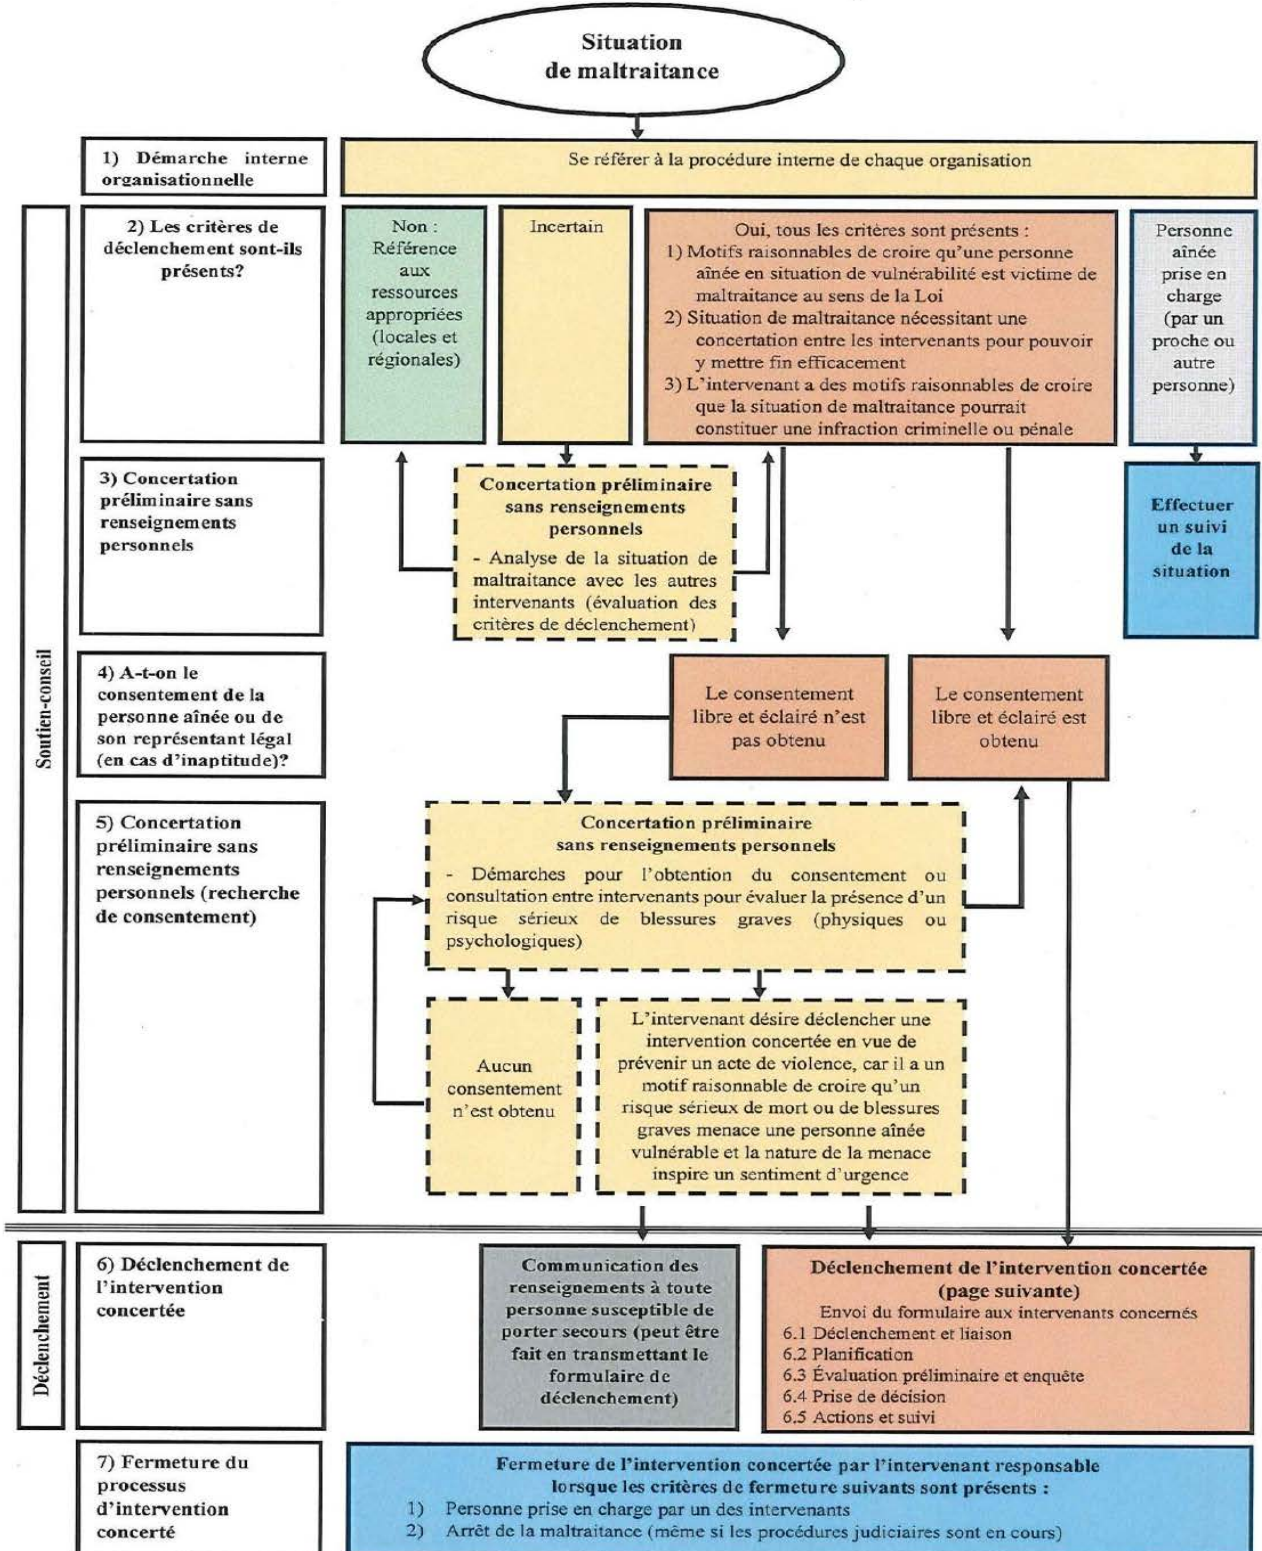 Situation
de maltraitance
1) Démarche interne
organisationnelle
Se référer à la procédure interne de chaque organisation
Soutien-conseil
2) Les critères de
déclenchement sont-ils
présents?
Non :
Référence
aux
ressources
appropriées
(locales et
régionales)
Incertain
Oui, tous les critères sont présents :
1) Motifs raisonnables de croire qu'une personne
aînée en situation de vulnérabilité est victime de
maltraitance au sens de la Loi
2) Situation de maltraitance nécessitant une
concertation entre les intervenants pour pouvoir
y mettre fin efficacement
3) L'intervenant a des motifs raisonnables de croire
que la situation de maltraitance pourrait
constituer une infraction criminelle ou pénale
Personne
aînée
prise en
charge
(par un
proche ou
autre
personne)
3) Concertation
préliminaire sans
renseignements
personnels
Concertation préliminaire
sans renseignements
personnels
- Analyse de la situation de
maltraitance avec les autres
intervenants (évaluation des
critères de déclenchement)
Effectuer
un suivi
de la
situation
4) A-t-on le
consentement de la
personne aînée ou de
son représentant légal
(en cas d'inaptitude)?
Le consentement
libre et éclairé n'est
pas obtenu
Le consentement
libre et éclairé est
obtenu
5) Concertation
préliminaire sans
renseignements
personnels (recherche
de consentement)
Concertation préliminaire
sans renseignements personnels
- Démarches pour l'obtention du consentement ou
consultation entre intervenants pour évaluer la présence d'un
risque sérieux de blessures graves (physiques ou
psychologiques)
Aucun
consentement
n'est obtenu
L'intervenant désire déclencher une
intervention concertée en vue de
prévenir un acte de violence, car il a un
motif raisonnable de croire qu'un
risque sérieux de mort ou de blessures
graves menace une personne aînée
vulnérable et la nature de la menace
inspire un sentiment d'urgence
Déclenchement
6) Déclenchement de
l'intervention
concertée
Communication des
renseignements à toute
personne susceptible de
porter secours (peut être
fait en transmettant le
formulaire de
déclenchement)
Déclenchement de l'intervention concertée
(page suivante)
Envoi du formulaire aux intervenants concernés
6.1 Déclenchement et liaison
6.2 Planification
6.3 Évaluation préliminaire et enquête
6.4 Prise de décision
6.5 Actions et suivi
7) Fermeture du
processus
d'intervention
concerté
Fermeture de l'intervention concertée par l'intervenant responsable
lorsque les critères de fermeture suivants sont présents :
1) Personne prise en charge par un des intervenants
2) Arrêt de la maltraitance (même si les procédures judiciaires sont en cours)